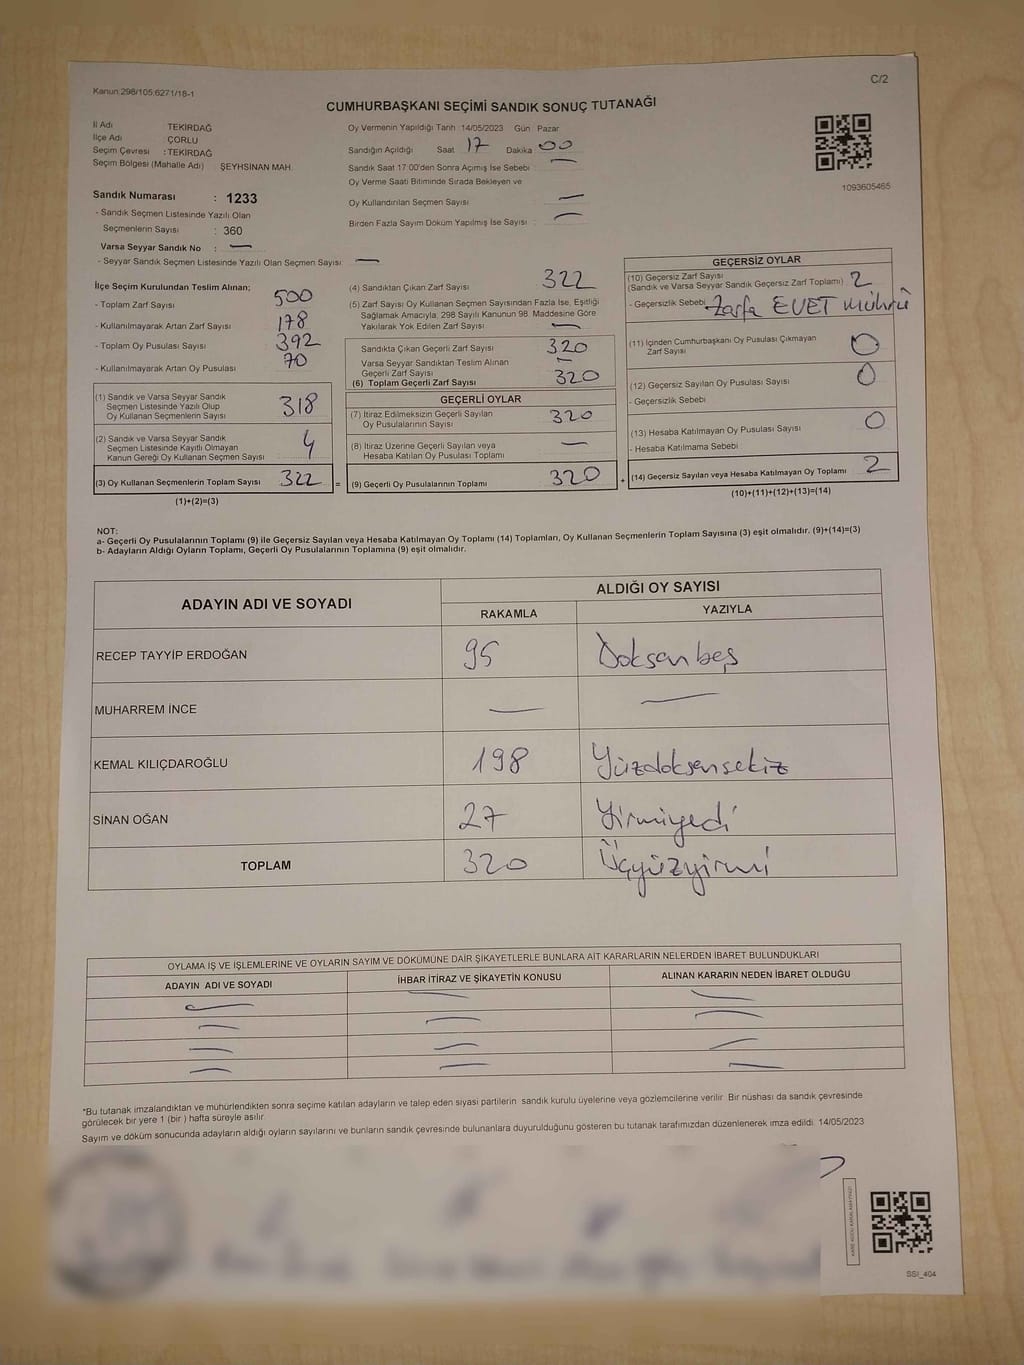 C/2
Kanun:298/105,6271/18-1
CUMHURBAŞKANI SEÇİMİ SANDIK SONUÇ TUTANAĞI
İl Adı TEKİRDAĞ
İlçe Adı : ÇORLU
Seçim Çevresi : TEKİRDAĞ
Seçim Bölgesi (Mahalle Adı) : ŞEYHSİNAN MAH.
Sandık Numarası : 1233
- Sandık Seçmen Listesinde Yazılı Olan
Seçmenlerin Sayısı : 360
Varsa Seyyar Sandık No : —
- Seyyar Sandık Seçmen Listesinde Yazılı Olan Seçmen Sayısı: —
Oy Vermenin Yapıldığı Tarih :14/05/2023 Gün : Pazar
Sandığın Açıldığı Saat 17 Dakika 00
Sandık Saat 17:00'den Sonra Açımış İse Sebebi : —
Oy Verme Saati Bitiminde Sırada Bekleyen ve
Oy Kullandırılan Seçmen Sayısı : —
Birden Fazla Sayım Döküm Yapılmış İse Sayısı : —
1093605465
İlçe Seçim Kurulundan Teslim Alınan;
- Toplam Zarf Sayısı 500
- Kullanılmayarak Artan Zarf Sayısı 178
- Toplam Oy Pusulası Sayısı 392
- Kullanılmayarak Artan Oy Pusulası 70
(1) Sandık ve Varsa Seyyar Sandık
Seçmen Listesinde Yazılı Olup
Oy Kullanan Seçmenlerin Sayısı 318
(2) Sandık ve Varsa Seyyar Sandık
Seçmen Listesinde Kayıtlı Olmayan
Kanun Gereği Oy Kullanan Seçmen Sayısı 4
(3) Oy Kullanan Seçmenlerin Toplam Sayısı 322
(1)+(2)=(3)
(4) Sandıktan Çıkan Zarf Sayısı 322
(5) Zarf Sayısı Oy Kullanan Seçmen Sayısından Fazla İse, Eşitliği
Sağlamak Amacıyla, 298 Sayılı Kanunun 98. Maddesine Göre
Yakılarak Yok Edilen Zarf Sayısı —
Sandıkta Çıkan Geçerli Zarf Sayısı 320
Varsa Seyyar Sandıktan Teslim Alınan
Geçerli Zarf Sayısı —
(6) Toplam Geçerli Zarf Sayısı 320
GEÇERLİ OYLAR
(7) İtiraz Edilmeksizin Geçerli Sayılan
Oy Pusulalarının Sayısı 320
(8) İtiraz Üzerine Geçerli Sayılan veya
Hesaba Katılan Oy Pusulası Toplamı —
= (9) Geçerli Oy Pusulalarının Toplamı 320
GEÇERSİZ OYLAR
(10) Geçersiz Zarf Sayısı
(Sandık ve Varsa Seyyar Sandık Geçersiz Zarf Toplamı) 2
- Geçersizlik Sebebi Zarfa EVET mührü
(11) İçinden Cumhurbaşkanı Oy Pusulası Çıkmayan
Zarf Sayısı 0
(12) Geçersiz Sayılan Oy Pusulası Sayısı 0
- Geçersizlik Sebebi
(13) Hesaba Katılmayan Oy Pusulası Sayısı 0
- Hesaba Katılmama Sebebi
+ (14) Geçersiz Sayılan veya Hesaba Katılmayan Oy Toplamı 2
(10)+(11)+(12)+(13)=(14)
NOT:
a- Geçerli Oy Pusulalarının Toplamı (9) ile Geçersiz Sayılan veya Hesaba Katılmayan Oy Toplamı (14) Toplamları, Oy Kullanan Seçmenlerin Toplam Sayısına (3) eşit olmalıdır. (9)+(14)=(3)
b- Adayların Aldığı Oyların Toplamı, Geçerli Oy Pusulalarının Toplamına (9) eşit olmalıdır.
ADAYIN ADI VE SOYADI ALDIĞI OY SAYISI
RAKAMLA YAZIYLA
RECEP TAYYİP ERDOĞAN 95 Doksanbeş
MUHARREM İNCE — —
KEMAL KILIÇDAROĞLU 198 Yüzdoksansekiz
SİNAN OĞAN 27 Yirmiyedi
TOPLAM 320 Üçyüzyirmi
OYLAMA İŞ VE İŞLEMLERİNE VE OYLARIN SAYIM VE DÖKÜMÜNE DAİR ŞİKAYETLERLE BUNLARA AİT KARARLARIN NELERDEN İBARET BULUNDUKLARI
ADAYIN ADI VE SOYADI İHBAR İTİRAZ VE ŞİKAYETİN KONUSU ALINAN KARARIN NEDEN İBARET OLDUĞU
— — —
— — —
— — —
— — —
*Bu tutanak imzalandıktan ve mühürlendikten sonra seçime katılan adayların ve talep eden siyasi partilerin sandık kurulu üyelerine veya gözlemcilerine verilir. Bir nüshası da sandık çevresinde
görülecek bir yere 1 (bir ) hafta süreyle asılır.
Sayım ve döküm sonucunda adayların aldığı oyların sayılarını ve bunların sandık çevresinde bulunanlara duyurulduğunu gösteren bu tutanak tarafımızdan düzenlenerek imza edildi. 14/05/2023
SSI_404